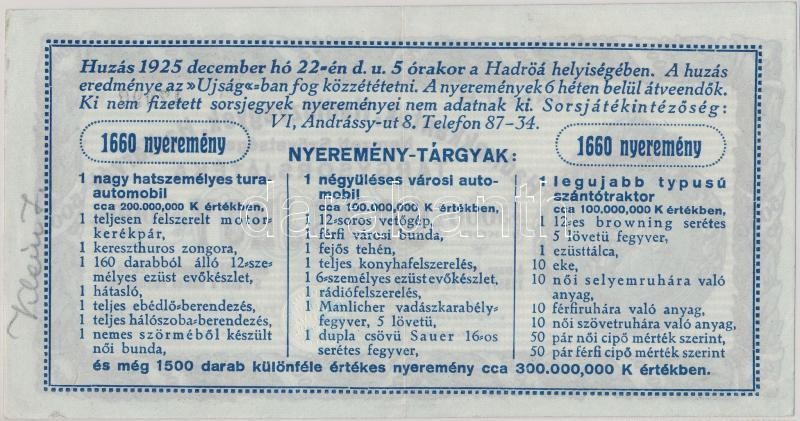 Huzás 1925 december hó 22-én d. u. 5 órakor a Hadröá helyiségében. A huzás
eredménye az »Ujság«-ban fog közzététetni. A nyeremények 6 héten belül átveendők.
Ki nem fizetett sorsjegyek nyereményei nem adatnak ki. Sorsjátékintézőség:
VI, Andrássy-ut 8. Telefon 87-34.
1660 nyeremény
NYEREMÉNY-TÁRGYAK:
1660 nyeremény
1 nagy hatszemélyes tura-
automobil
cca 200.000,000 K értékben,
1 teljesen felszerelt motor-
kerékpár,
1 kereszthuros zongora,
1 160 darabból álló 12-sze-
mélyes ezüst evőkészlet,
1 hátasló,
1 teljes ebédlő-berendezés,
1 teljes hálószoba-berendezés,
1 nemes szörméből készült
női bunda,
1 négyüléses városi auto-
mobil
cca 100,000,000 K értékben,
1 12-soros vetőgép,
1 férfi városi bunda,
1 fejős tehén,
1 teljes konyhafelszerelés,
1 6-személyes ezüst evőkészlet,
1 rádiófelszerelés,
1 Manlicher vadászkarabély-
fegyver, 5 lövetü,
1 dupla csövü Sauer 16-os
serétes fegyver,
1 legujabb typusú
szántótraktor
cca 100,000,000 K értékben,
1 12-es browning serétes
5 lövetü fegyver,
1 ezüsttálca,
10 eke,
10 női selyemruhára való
anyag,
10 férfiruhára való anyag,
10 női szövetruhára való anyag,
50 pár női cipő mérték szerint,
50 pár férfi cipő mérték szerint
és még 1500 darab különféle értékes nyeremény cca 300.000,000 K értékben.